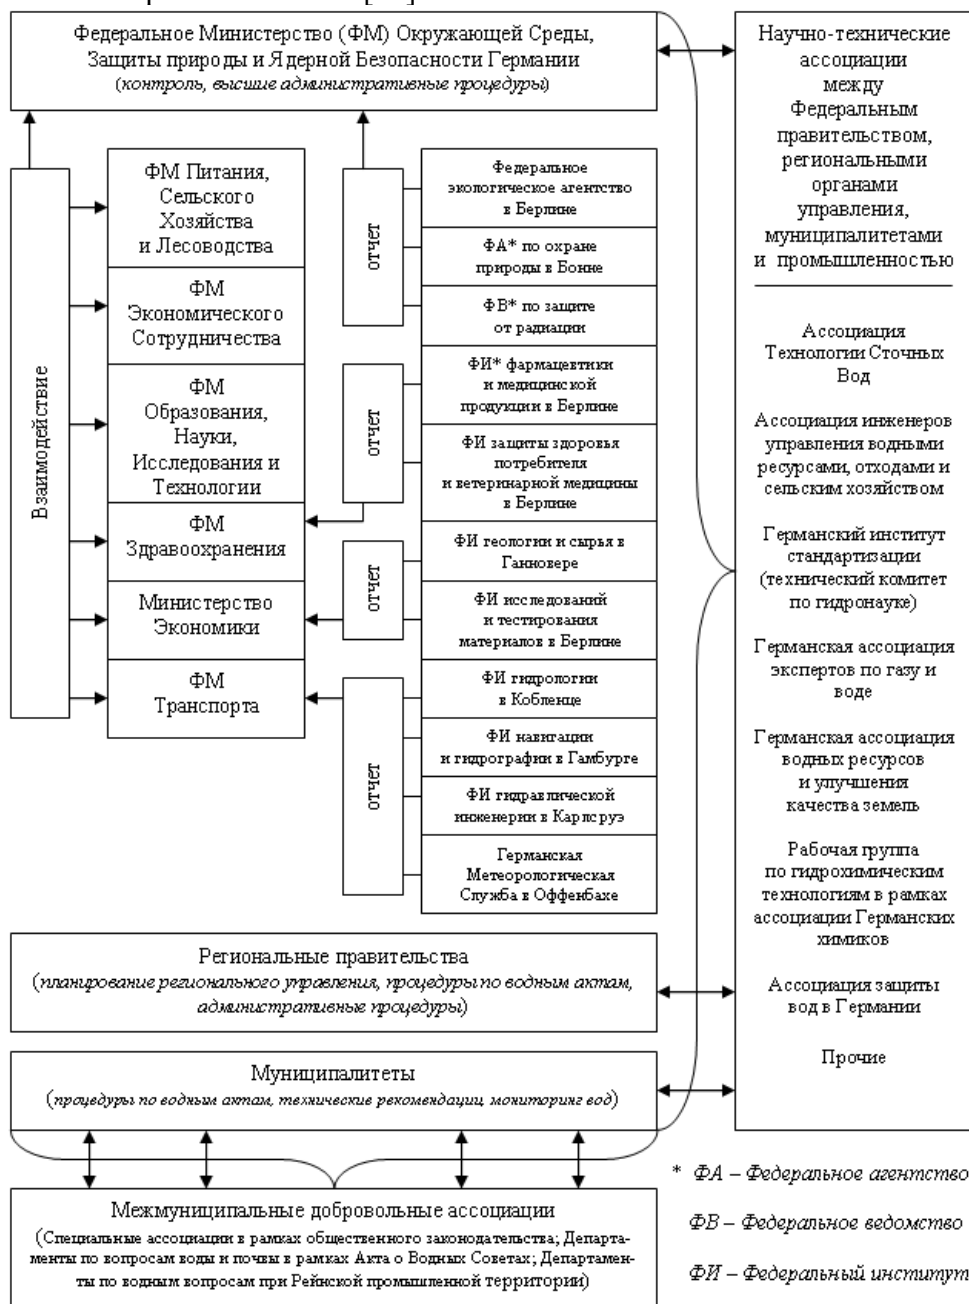 Федеральное Министерство (ФМ) Окружающей Среды,
Защиты природы и Ядерной Безопасности Германии
(контроль, высшие административные процедуры)
Взаимодействие
ФМ Питания,
Сельского
Хозяйства
и Лесоводства
ФМ
Экономического
Сотрудничества
ФМ
Образования,
Науки,
Исследования и
Технологии
ФМ
Здравоохранения
Министерство
Экономики
ФМ
Транспорта
отчет
отчет
отчет
отчет
Федеральное
экологическое агентство
в Берлине
ФА* по охране
природы в Бонне
ФВ* по защите
от радиации
ФИ* фармацевтики
и медицинской
продукции в Берлине
ФИ защиты здоровья
потребителя
и ветеринарной медицины
в Берлине
ФИ геологии и сырья в
Ганновере
ФИ исследований
и тестирования
материалов в Берлине
ФИ гидрологии
в Кобленце
ФИ навигации
и гидрографии в Гамбурге
ФИ гидравлической
инженерии в Карлсруэ
Германская
Метеорологическая
Служба в Оффенбахе
Научно-технические
ассоциации
между
Федеральным
правительством,
региональными
органами
управления,
муниципалитетами
и промышленностью
Ассоциация
Технологии Сточных
Вод
Ассоциация инженеров
управления водными
ресурсами, отходами и
сельским хозяйством
Германский институт
стандартизации
(технический комитет
по гидронауке)
Германская ассоциация
экспертов по газу и
воде
Германская ассоциация
водных ресурсов
и улучшения
качества земель
Рабочая группа
по гидрохимическим
технологиям в рамках
ассоциации Германских
химиков
Ассоциация защиты
вод в Германии
Прочие
Региональные правительства
(планирование регионального управления, процедуры по водным актам,
административные процедуры)
Муниципалитеты
(процедуры по водным актам, технические рекомендации, мониторинг вод)
Межмуниципальные добровольные ассоциации
(Специальные ассоциации в рамках общественного законодательства; Департа-
менты по вопросам воды и почвы в рамках Акта о Водных Советах; Департамен-
ты по водным вопросам при Рейнской промышленной территории)
* ФА – Федеральное агентство
ФВ – Федеральное ведомство
ФИ – Федеральный институт